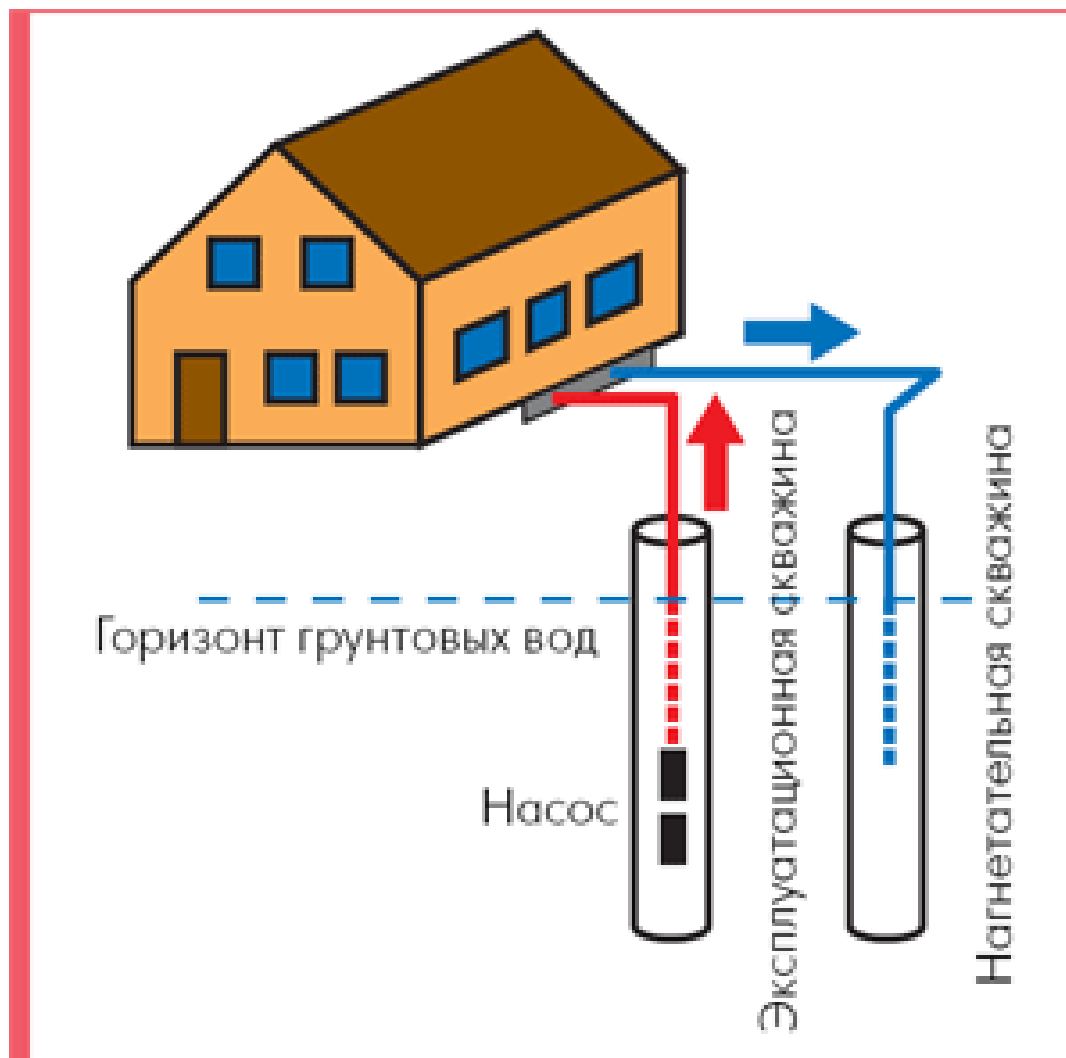 Горизонт грунтовых вод
Насос
Эксплуатационная скважина
Нагнетательная скважина